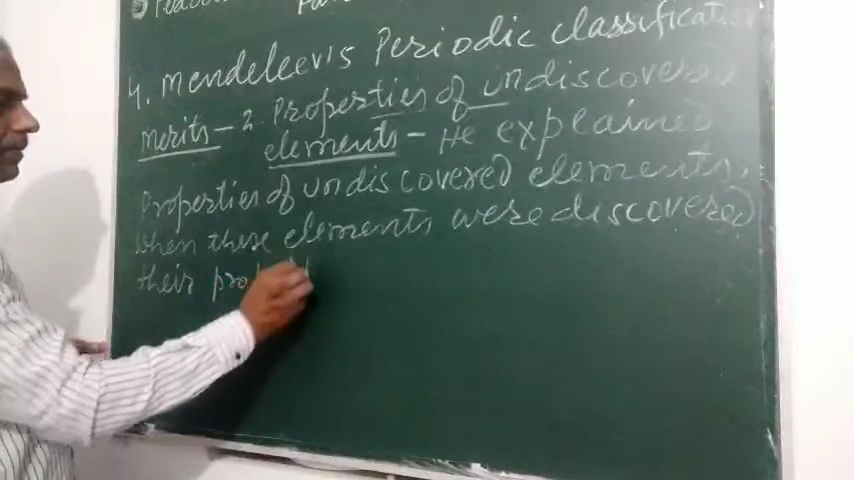 4. Mendeleev's Periodic classificati
merits - 2. Properties of undiscovered
elements - He explained
Properties of undiscovered elements.
When these elements were discovered
their prop